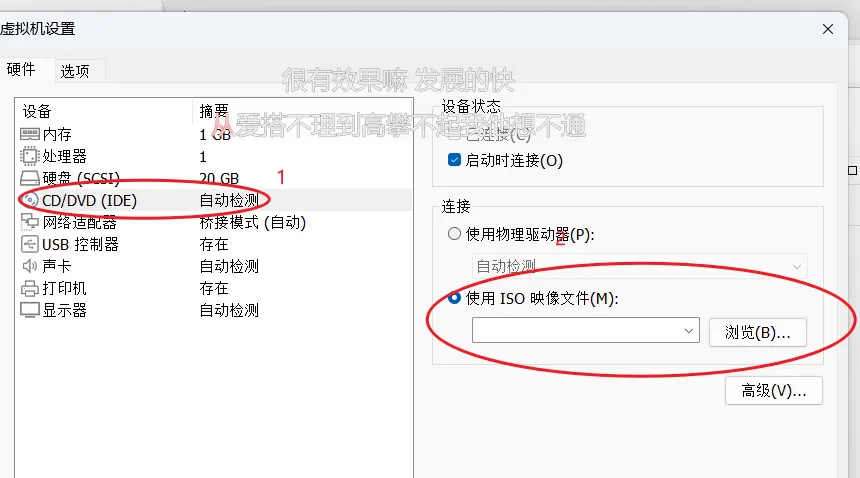 虚拟机设置
硬件
选项
很有效果嘛 发展的快
从爱搭不理到高攀不起我他想不通
设备
摘要
内存
1 GB
处理器
1
硬盘 (SCSI)
20 GB
1
CD/DVD (IDE)
自动检测
网络适配器
桥接模式 (自动)
USB 控制器
存在
声卡
自动检测
打印机
存在
显示器
自动检测
设备状态
已连接(C)
启动时连接(O)
连接
使用物理驱动器(P):
2
自动检测
使用 ISO 映像文件(M):
浏览(B)...
高级(V)...